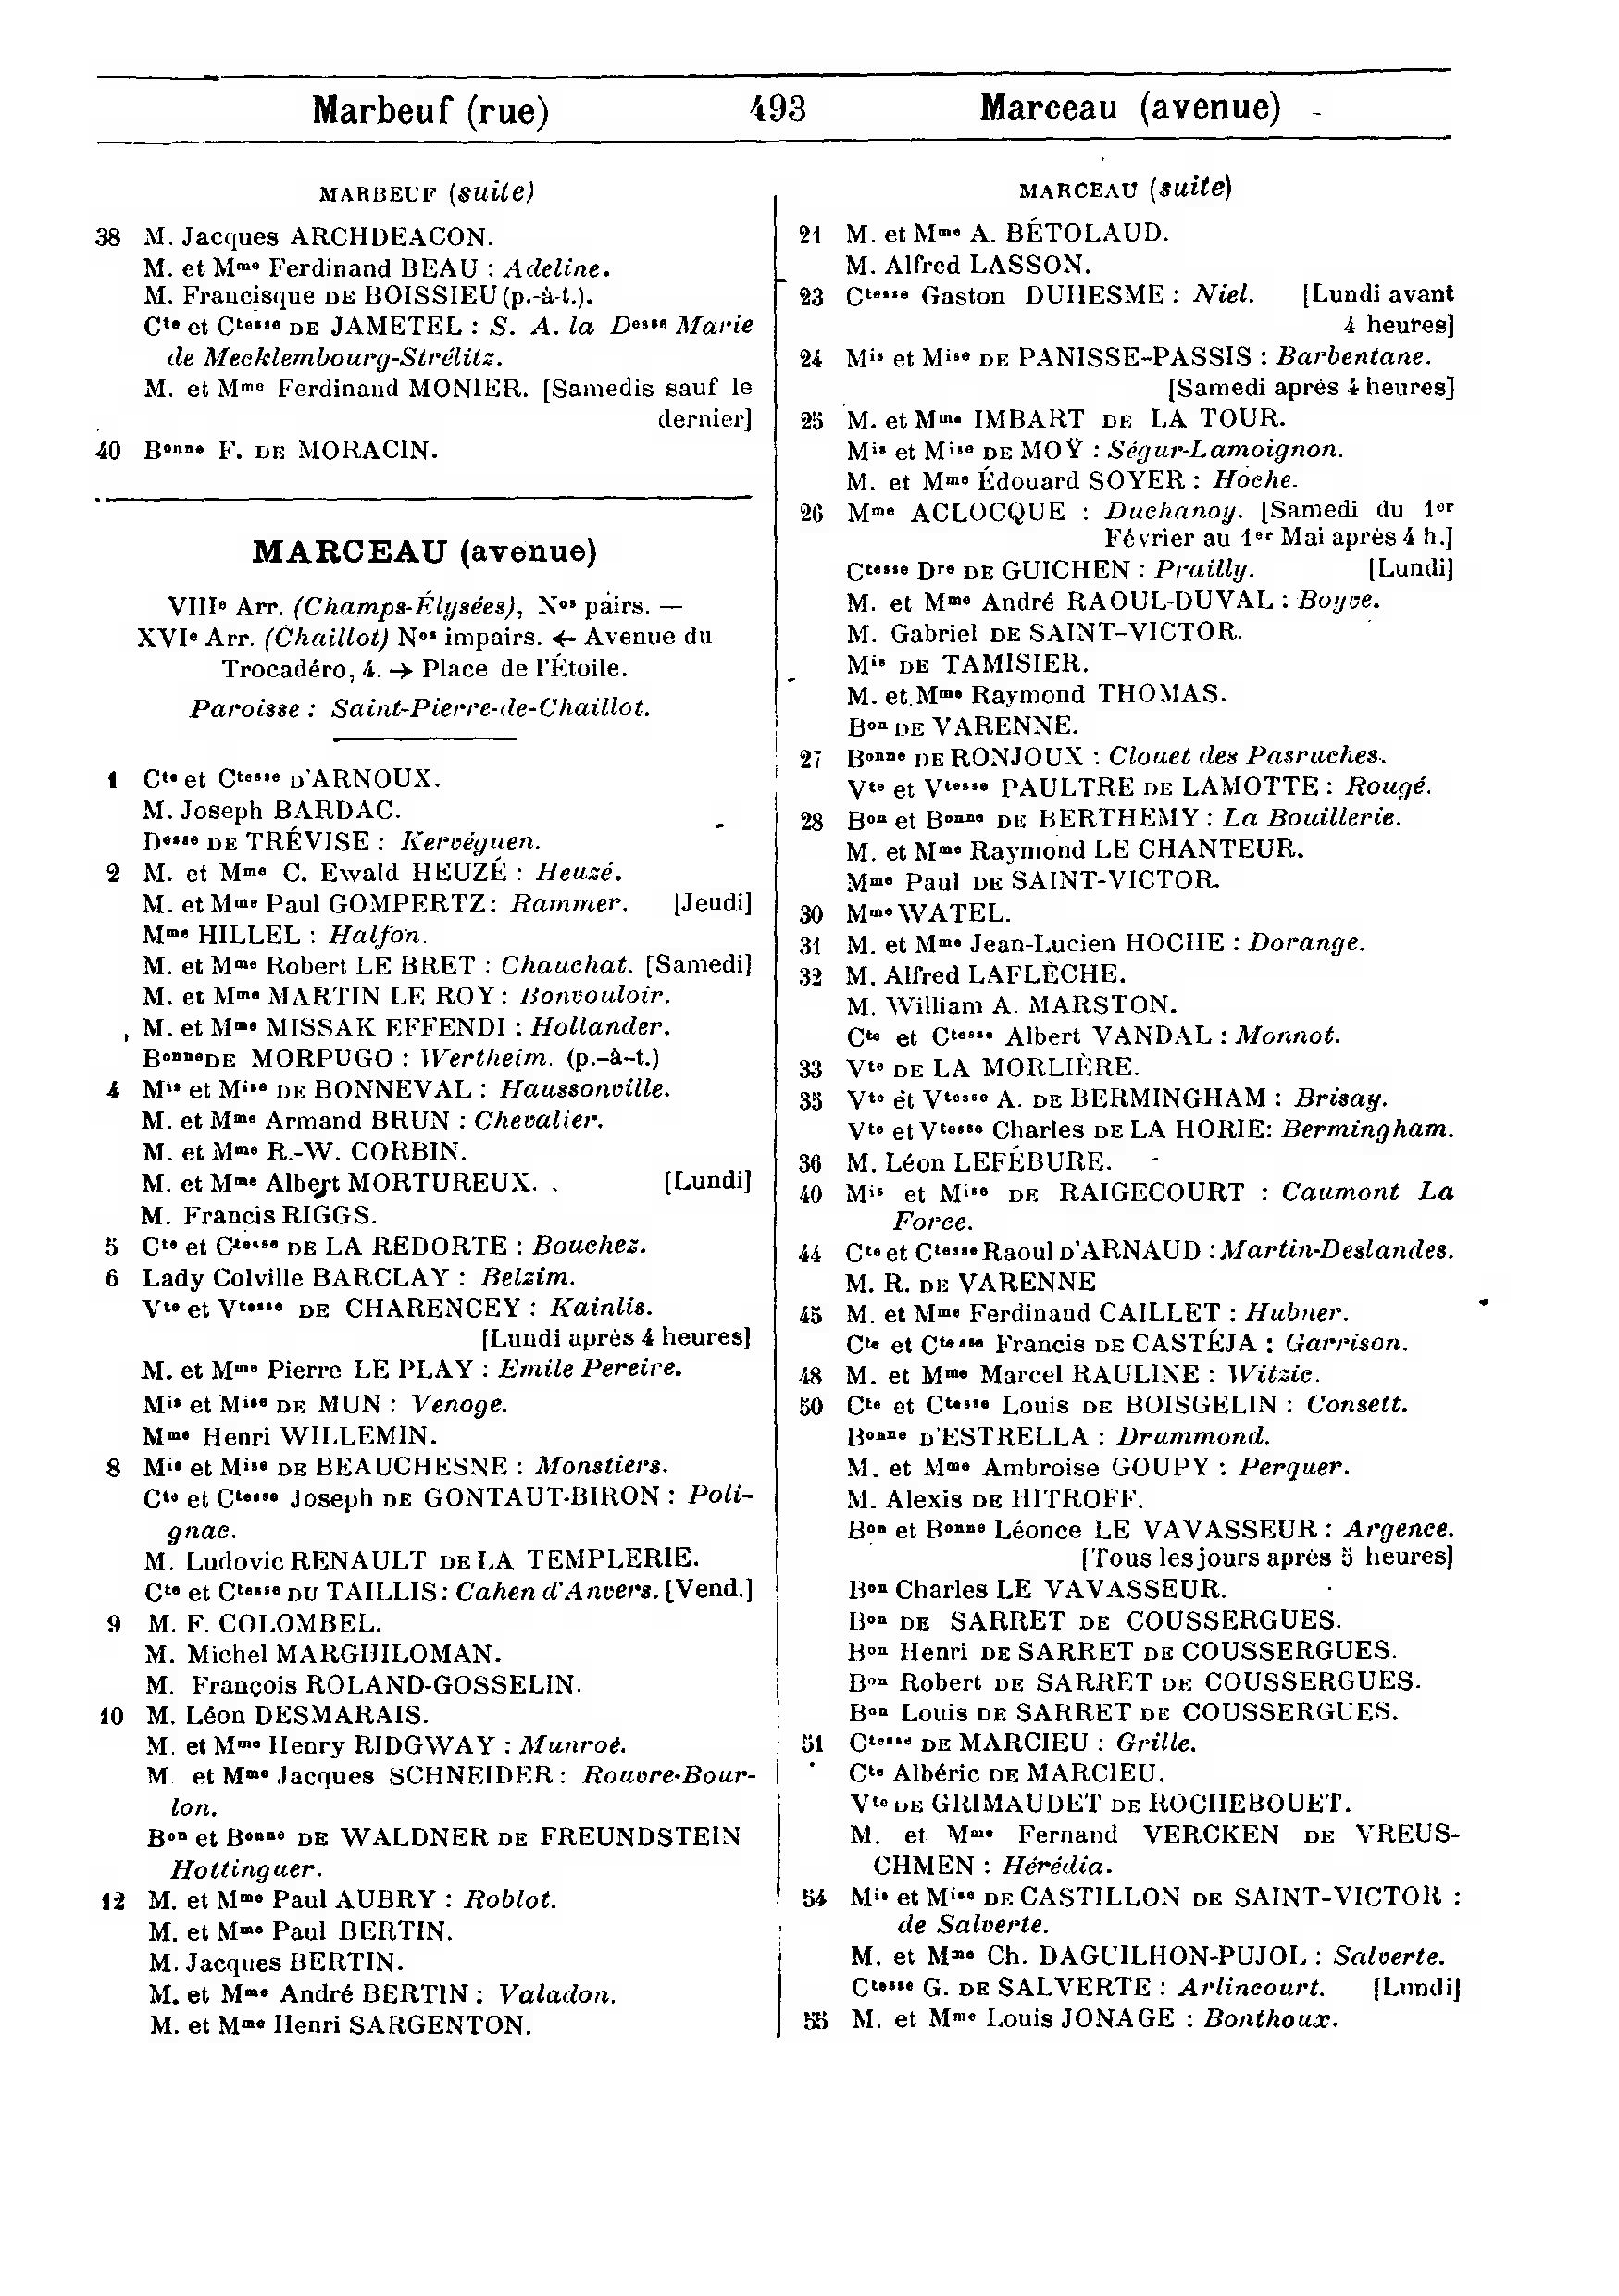 Marbeuf (rue) 493 Marceau (avenue)
MARBEUF (suite)
38 M. Jacques ARCHDEACON.
M. et Mme Ferdinand BEAU : Adeline.
M. Francisque DE BOISSIEU (p.-à-t.).
Cte et Ctesse DE JAMETEL : S. A. la Desse Marie
de Mecklembourg-Strélitz.
M. et Mme Ferdinand MONIER. [Samedis sauf le
dernier]
40 Bonne F. DE MORACIN.
MARCEAU (avenue)
VIIIe Arr. (Champs-Élysées), Nos pairs. —
XVIe Arr. (Chaillot) Nos impairs. ← Avenue du
Trocadéro, 4. → Place de l'Étoile.
Paroisse : Saint-Pierre-de-Chaillot.
1 Cte et Ctesse D'ARNOUX.
M. Joseph BARDAC.
Desse DE TRÉVISE : Kervéguen.
2 M. et Mme C. Ewald HEUZÉ : Heuzé.
M. et Mme Paul GOMPERTZ : Rammer. [Jeudi]
Mme HILLEL : Halfon.
M. et Mme Robert LE BRET : Chauchat. [Samedi]
M. et Mme MARTIN LE ROY : Bonvouloir.
M. et Mme MISSAK EFFENDI : Hollander.
Bonne DE MORPUGO : Wertheim. (p.-à-t.)
4 Mis et Mise DE BONNEVAL : Haussonville.
M. et Mme Armand BRUN : Chevalier.
M. et Mme R.-W. CORBIN.
M. et Mme Albert MORTUREUX. [Lundi]
M. Francis RIGGS.
5 Cte et Ctesse DE LA REDORTE : Bouchez.
6 Lady Colville BARCLAY : Belzim.
Vte et Vtesse DE CHARENCEY : Kainlis.
[Lundi après 4 heures]
M. et Mme Pierre LE PLAY : Emile Pereire.
Mis et Mise DE MUN : Venoge.
Mme Henri WILLEMIN.
8 Mis et Mise DE BEAUCHESNE : Monstiers.
Cte et Ctesse Joseph DE GONTAUT-BIRON : Poli-
gnac.
M. Ludovic RENAULT DE LA TEMPLERIE.
Cte et Ctesse DU TAILLIS : Cahen d'Anvers. [Vend.]
9 M. F. COLOMBEL.
M. Michel MARGHILOMAN.
M. François ROLAND-GOSSELIN.
10 M. Léon DESMARAIS.
M. et Mme Henry RIDGWAY : Munroé.
M. et Mme Jacques SCHNEIDER : Rouvre-Bour-
lon.
Bon et Bonne DE WALDNER DE FREUNDSTEIN
Hottinguer.
12 M. et Mme Paul AUBRY : Roblot.
M. et Mme Paul BERTIN.
M. Jacques BERTIN.
M. et Mme André BERTIN : Valadon.
M. et Mme Henri SARGENTON.
MARCEAU (suite)
21 M. et Mme A. BÉTOLAUD.
M. Alfred LASSON.
23 Ctesse Gaston DUHESME : Niel. [Lundi avant
4 heures]
24 Mis et Mise DE PANISSE-PASSIS : Barbentane.
[Samedi après 4 heures]
25 M. et Mme IMBART DE LA TOUR.
Mis et Mise DE MOŸ : Ségur-Lamoignon.
M. et Mme Édouard SOYER : Hoche.
26 Mme ACLOCQUE : Duchanoy. [Samedi du 1er
Février au 1er Mai après 4 h.]
Ctesse Dre DE GUICHEN : Prailly. [Lundi]
M. et Mme André RAOUL-DUVAL : Boyve.
M. Gabriel DE SAINT-VICTOR.
Mis DE TAMISIER.
M. et Mme Raymond THOMAS.
Bon DE VARENNE.
27 Bonne DE RONJOUX : Clouet des Pasruches.
Vte et Vtesse PAULTRE DE LAMOTTE : Rougé.
28 Bon et Bonne DE BERTHEMY : La Bouillerie.
M. et Mme Raymond LE CHANTEUR.
Mme Paul DE SAINT-VICTOR.
30 Mme WATEL.
31 M. et Mme Jean-Lucien HOCHE : Dorange.
32 M. Alfred LAFLÈCHE.
M. William A. MARSTON.
Cte et Ctesse Albert VANDAL : Monnot.
33 Vte DE LA MORLIÈRE.
35 Vte et Vtesse A. DE BERMINGHAM : Brisay.
Vte et Vtesse Charles DE LA HORIE : Bermingham.
36 M. Léon LEFÉBURE.
40 Mis et Mise DE RAIGECOURT : Caumont La
Force.
44 Cte et Ctesse Raoul D'ARNAUD : Martin-Deslandes.
M. R. DE VARENNE
45 M. et Mme Ferdinand CAILLET : Hubner.
Cte et Ctesse Francis DE CASTÉJA : Garrison.
48 M. et Mme Marcel RAULINE : Witzie.
50 Cte et Ctesse Louis DE BOISGELIN : Consett.
Bonne D'ESTRELLA : Drummond.
M. et Mme Ambroise GOUPY : Perquer.
M. Alexis DE HITROFF.
Bon et Bonne Léonce LE VAVASSEUR : Argence.
[Tous les jours après 5 heures]
Bon Charles LE VAVASSEUR.
Bon DE SARRET DE COUSSERGUES.
Bon Henri DE SARRET DE COUSSERGUES.
Bon Robert DE SARRET DE COUSSERGUES.
Bon Louis DE SARRET DE COUSSERGUES.
51 Ctesse DE MARCIEU : Grille.
Cte Albéric DE MARCIEU.
Vte DE GRIMAUDET DE ROCHEBOUET.
M. et Mme Fernand VERCKEN DE VREUS-
CHMEN : Hérédia.
54 Mis et Mise DE CASTILLON DE SAINT-VICTOR :
de Salverte.
M. et Mme Ch. DAGUILHON-PUJOL : Salverte.
Ctesse G. DE SALVERTE : Arlincourt. [Lundi]
55 M. et Mme Louis JONAGE : Bonthoux.